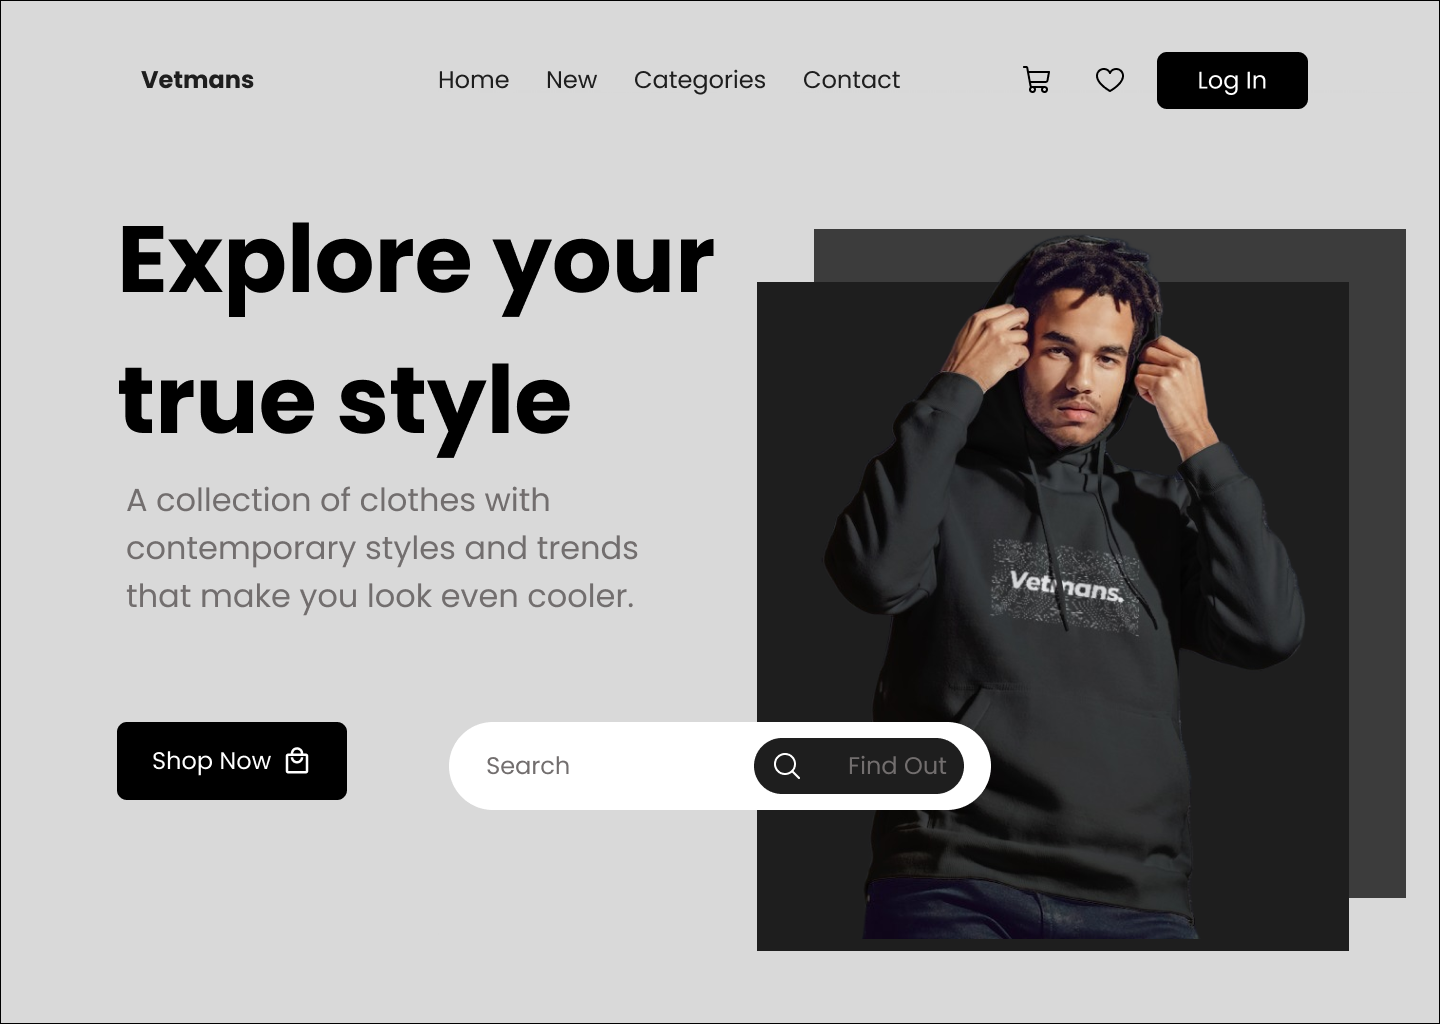 Vetmans
Home
New
Categories
Contact
Log In
Explore your
true style
A collection of clothes with
contemporary styles and trends
that make you look even cooler.
Vetmans.
Shop Now
Search
Find Out